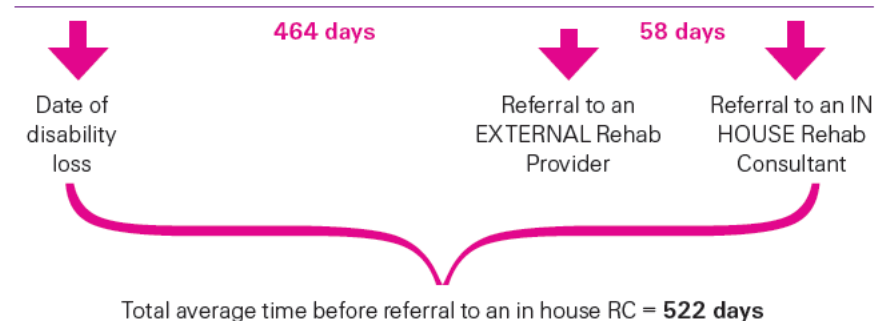 464 days
58 days
Date of
disability
loss
Referral to an
EXTERNAL Rehab
Provider
Referral to an IN
HOUSE Rehab
Consultant
Total average time before referral to an in house RC = 522 days